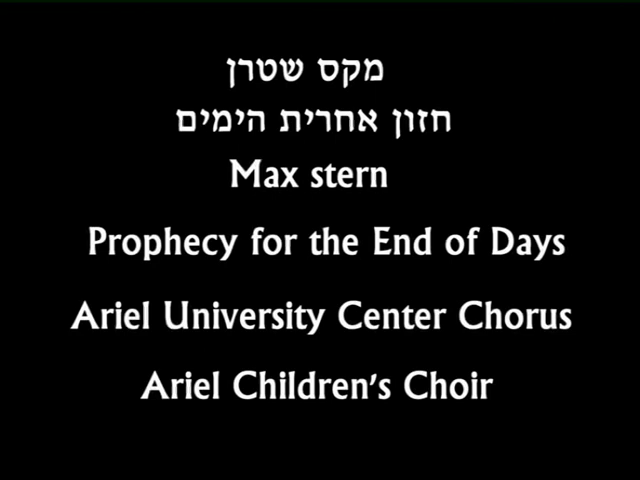 מקס שטרן
חזון אחרית הימים
Max stern
Prophecy for the End of Days
Ariel University Center Chorus
Ariel Children's Choir